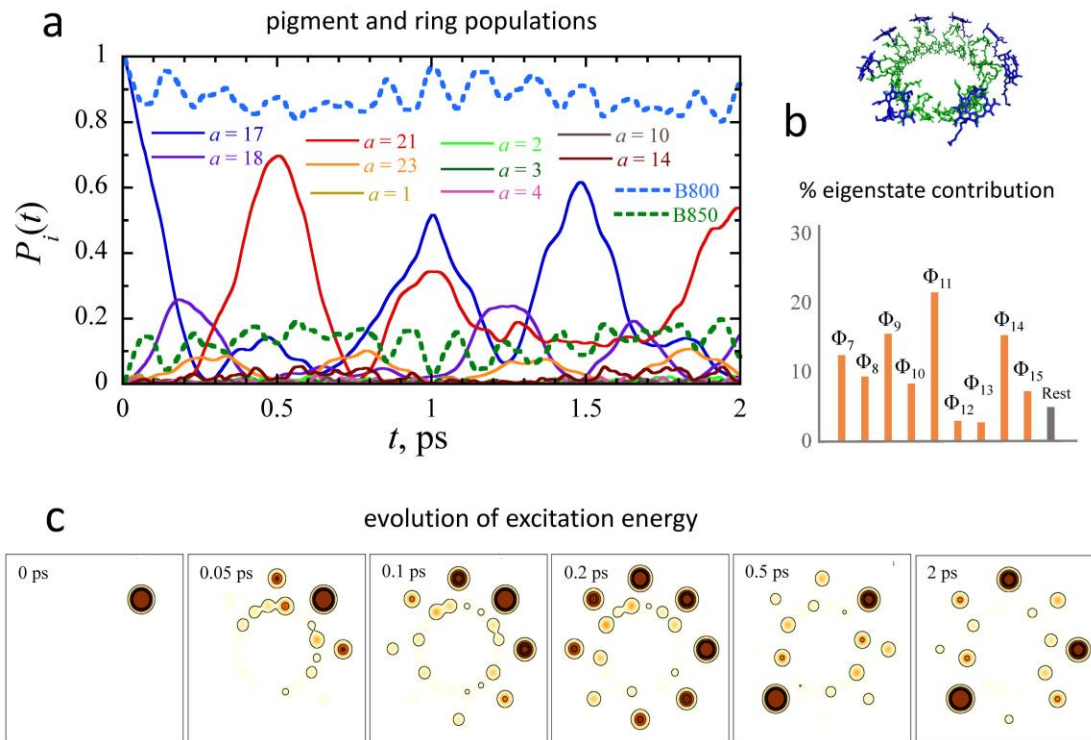 a
pigment and ring populations
1
0.8
0.6
0.4
0.2
0
P_i(t)
a = 17
a = 18
a = 21
a = 23
a = 1
a = 2
a = 3
a = 4
a = 10
a = 14
B800
B850
0 0.5 1 1.5 2
t, ps
b
% eigenstate contribution
30
20
10
0
Φ7
Φ8
Φ9
Φ10
Φ11
Φ12
Φ13
Φ14
Φ15
Rest
c
evolution of excitation energy
0 ps
0.05 ps
0.1 ps
0.2 ps
0.5 ps
2 ps